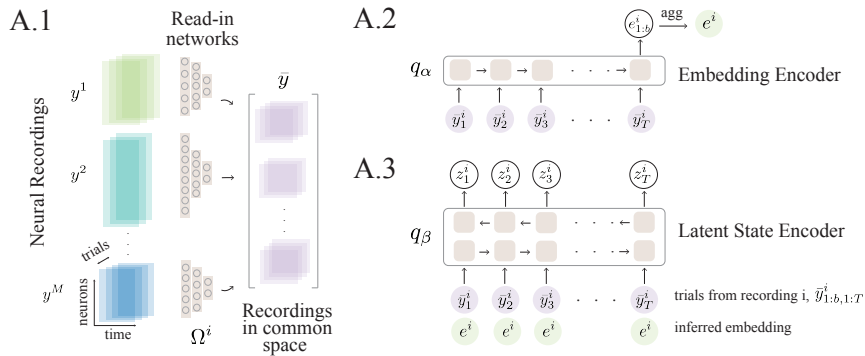 A.1
Read-in
networks
Neural Recordings
y^1
y^2
y^M
trials
neurons
time
Ω^i
ȳ
Recordings
in common
space
A.2
e^i_{1:b} agg e^i
q_α
Embedding Encoder
y^i_1 y^i_2 ȳ^i_3 · · · y^i_T
A.3
z^i_1 z^i_2 z^i_3 z^i_T
q_β
Latent State Encoder
ȳ^i_1 ȳ^i_2 ȳ^i_3 · · · ȳ^i_T trials from recording i, ȳ^i_{1:b,1:T}
e^i e^i e^i e^i inferred embedding